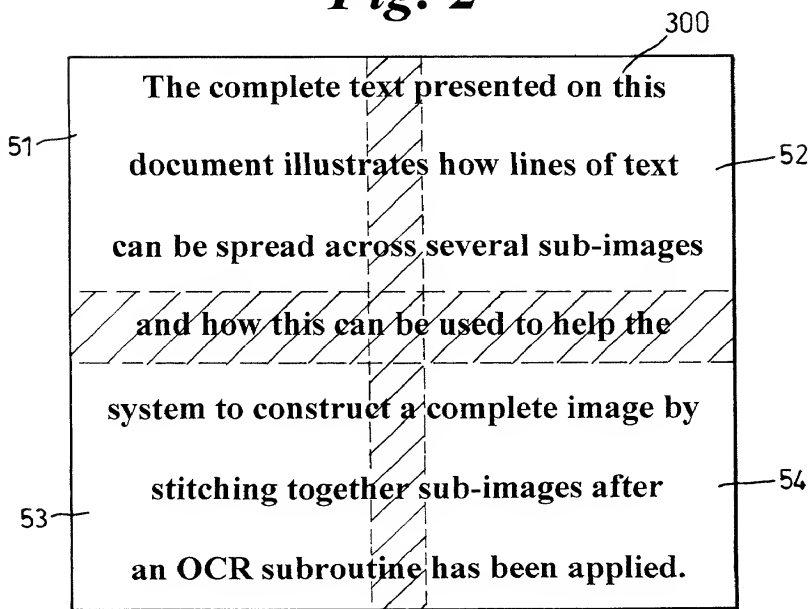 Fig. 2
300
The complete text presented on this
51
document illustrates how lines of text
52
can be spread across several sub-images
and how this can be used to help the
system to construct a complete image by
stitching together sub-images after
54
53
an OCR subroutine has been applied.